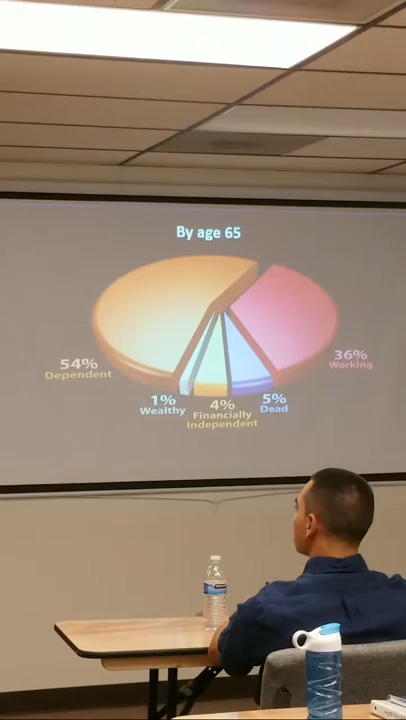 By age 65
54%
Dependent
1%
Wealthy
4%
Financially
Independent
5%
Dead
36%
Working